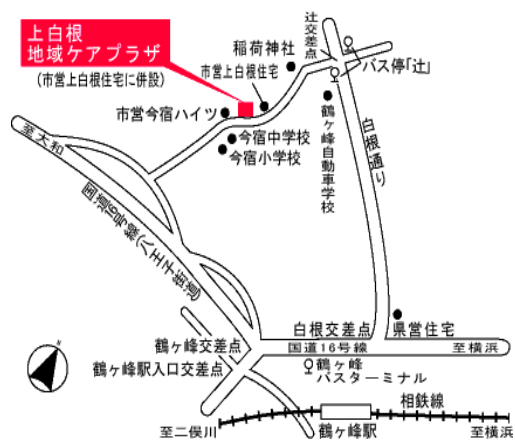 上白根
地域ケアプラザ
(市営上白根住宅に併設)
辻交差点
稲荷神社
市営上白根住宅
バス停「辻」
市営今宿ハイツ
今宿中学校
今宿小学校
鶴ヶ峰自動車学校
白根通り
至大和
国道16号線(八王子街道)
白根交差点
県営住宅
鶴ヶ峰交差点
国道16号線
至横浜
鶴ヶ峰駅入口交差点
鶴ヶ峰
バスターミナル
相鉄線
至二俣川
鶴ヶ峰駅
至横浜
N